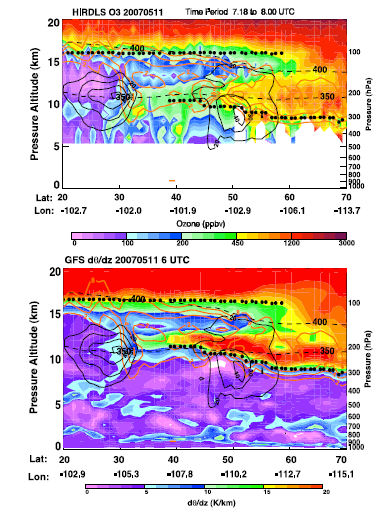 HIRDLS O3 20070511 Time Period 7.18 to 8.00 UTC
20
15
10
5
0
Pressure Altitude (km)
400
400
350
350
20
100
200
300
400
500
600
700
800
900
1000
Pressure (hPa)
Lat: 20 30 40 50 60 70
Lon: -102.7 -102.0 -101.9 -102.9 -106.1 -113.7
Ozone (ppbv)
0 100 200 450 1200 3000
GFS dθ/dz 20070511 6 UTC
20
15
10
5
0
Pressure Altitude (km)
400
400
350
350
100
200
300
400
500
600
700
800
900
1000
Pressure (hPa)
Lat: 20 30 40 50 60 70
Lon: -102.9 -105.3 -107.8 -110.2 -112.7 -115.1
0 5 10 15 20
dθ/dz (K/km)